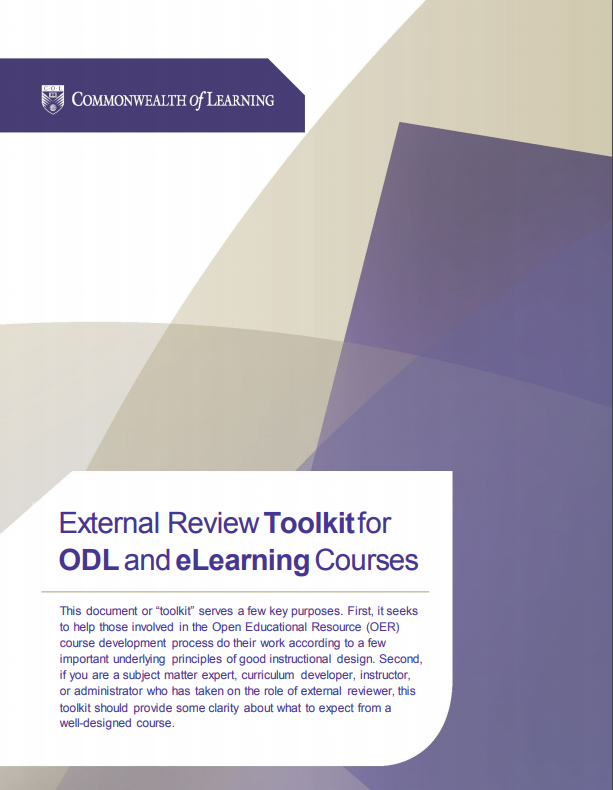 COL
COMMONWEALTH of LEARNING
External Review Toolkit for
ODL and eLearning Courses
This document or “toolkit” serves a few key purposes. First, it seeks
to help those involved in the Open Educational Resource (OER)
course development process do their work according to a few
important underlying principles of good instructional design. Second,
if you are a subject matter expert, curriculum developer, instructor,
or administrator who has taken on the role of external reviewer, this
toolkit should provide some clarity about what to expect from a
well-designed course.